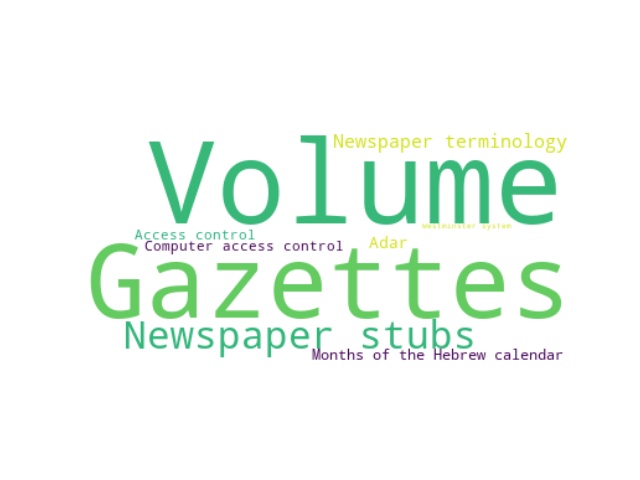 Newspaper terminology
Volume
Westminster system
Access control
Adar
Computer access control
Gazettes
Newspaper stubs
Months of the Hebrew calendar